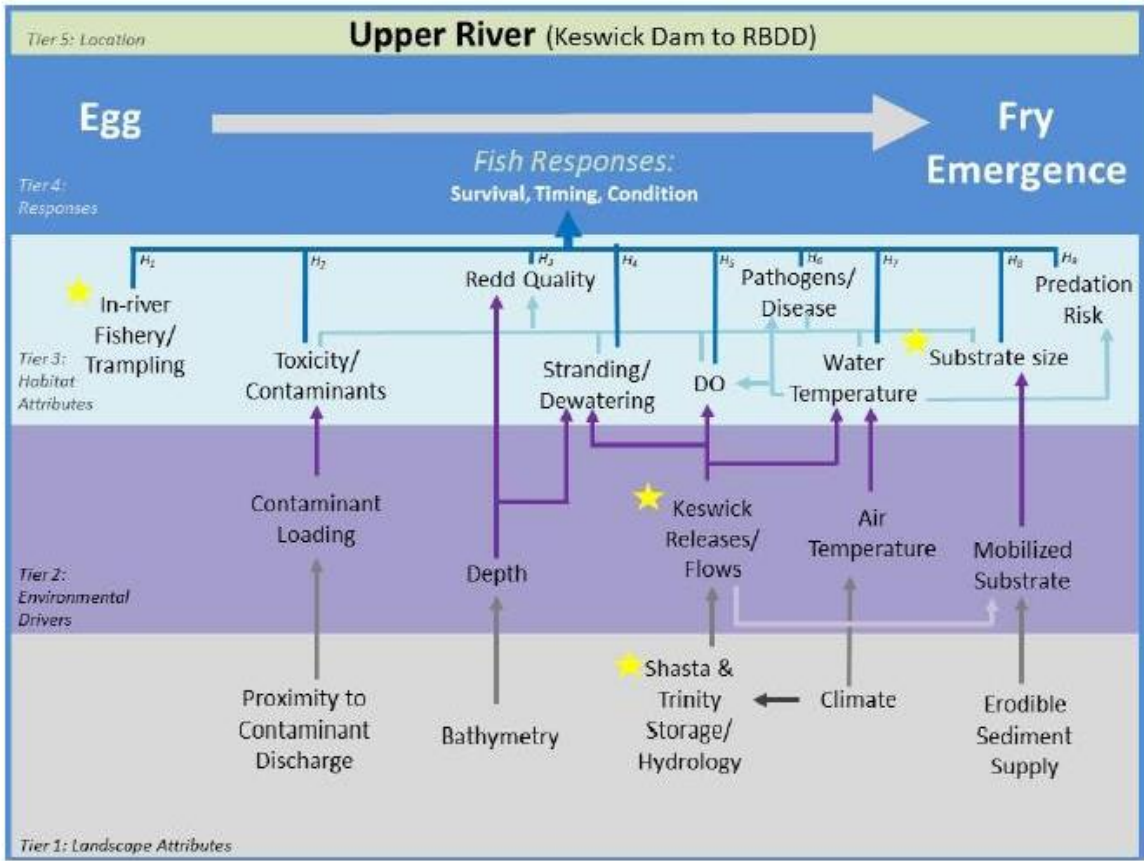 Tier 5: Location
Upper River (Keswick Dam to RBDD)
Egg
Fry
Emergence
Fish Responses:
Survival, Timing, Condition
Tier 4:
Responses
H1
H2
H3
H4
H5
H6
H7
H8
H9
In-river
Fishery/
Trampling
Toxicity/
Contaminants
Redd Quality
Stranding/
Dewatering
DO
Pathogens/
Disease
Water
Temperature
Substrate size
Predation
Risk
Tier 3:
Habitat
Attributes
Contaminant
Loading
Depth
Keswick
Releases/
Flows
Air
Temperature
Mobilized
Substrate
Tier 2:
Environmental
Drivers
Proximity to
Contaminant
Discharge
Bathymetry
Shasta &
Trinity
Storage/
Hydrology
Climate
Erodible
Sediment
Supply
Tier 1: Landscape Attributes